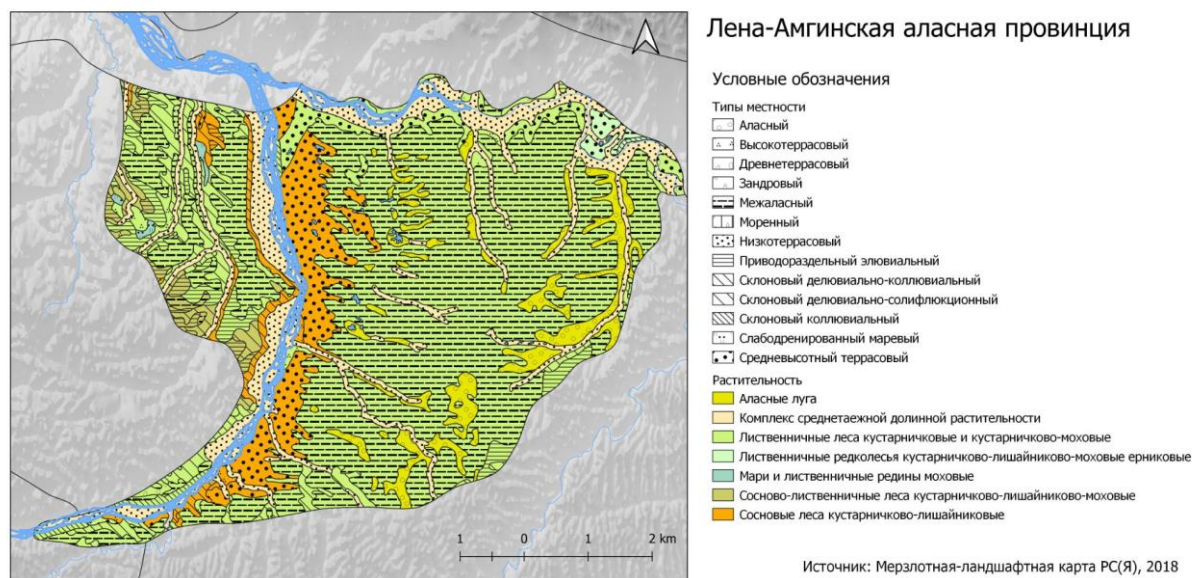 Лена-Амгинская аласная провинция
Условные обозначения
Типы местности
Аласный
Высокотеррасовый
Древнетеррасовый
Зандровый
Межаласный
Моренный
Низкотеррасовый
Приводораздельный элювиальный
Склоновый делювиально-коллювиальный
Склоновый делювиально-солифлюкционный
Склоновый коллювиальный
Слабодренированный маревый
Средневысотный террасовый
Растительность
Аласные луга
Комплекс среднетаежной долинной растительности
Лиственничные леса кустарничковые и кустарничково-моховые
Лиственничные редколесья кустарничково-лишайниково-моховые ерниковые
Мари и лиственничные редины моховые
Сосново-лиственничные леса кустарничково-лишайниково-моховые
Сосновые леса кустарничково-лишайниковые
1 0 1 2 km
Источник: Мерзлотная-ландшафтная карта РС(Я), 2018